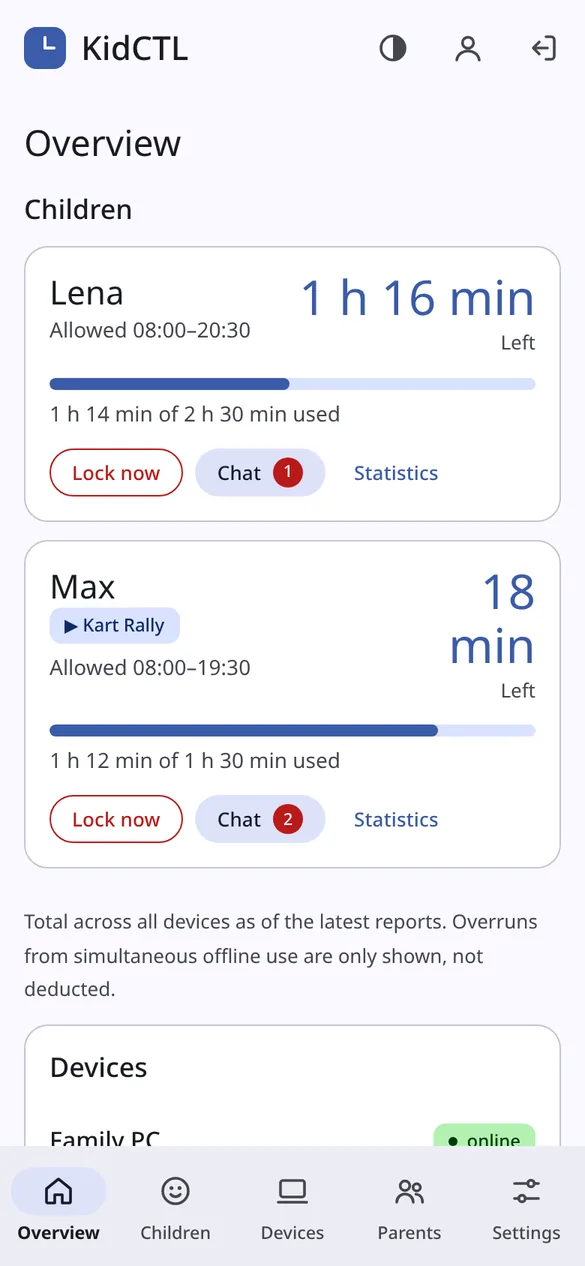 KidCTL
Overview
Children
Lena
1 h 16 min
Allowed 08:00–20:30
Left
1 h 14 min of 2 h 30 min used
Lock now
Chat 1
Statistics
Max
18
min
▶ Kart Rally
Allowed 08:00–19:30
Left
1 h 12 min of 1 h 30 min used
Lock now
Chat 2
Statistics
Total across all devices as of the latest reports. Overruns
from simultaneous offline use are only shown, not
deducted.
Devices
Family PC
● online
Overview
Children
Devices
Parents
Settings